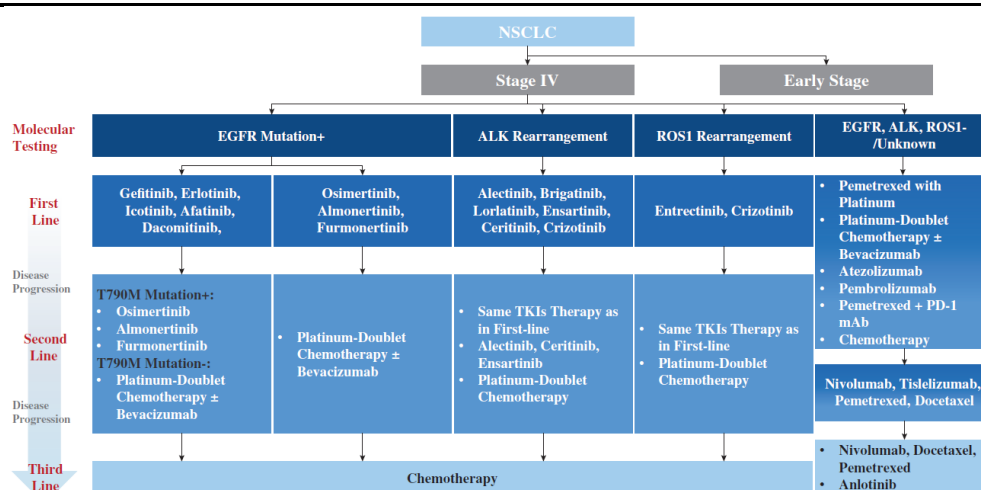 NSCLC
Stage IV
Early Stage
Molecular
Testing
EGFR Mutation+
ALK Rearrangement
ROS1 Rearrangement
EGFR, ALK, ROS1-
/Unknown
First
Line
Gefitinib, Erlotinib,
Icotinib, Afatinib,
Dacomitinib,
Osimertinib,
Almonertinib,
Furmonertinib
Alectinib, Brigatinib,
Lorlatinib, Ensartinib,
Ceritinib, Crizotinib
Entrectinib, Crizotinib
• Pemetrexed with
Platinum
• Platinum-Doublet
Chemotherapy ±
Bevacizumab
• Atezolizumab
• Pembrolizumab
• Pemetrexed + PD-1
mAb
• Chemotherapy
Disease
Progression
Second
Line
T790M Mutation+:
• Osimertinib
• Almonertinib
• Furmonertinib
T790M Mutation-:
• Platinum-Doublet
Chemotherapy ±
Bevacizumab
• Platinum-Doublet
Chemotherapy ±
Bevacizumab
• Same TKIs Therapy as
in First-line
• Alectinib, Ceritinib,
Ensartinib
• Platinum-Doublet
Chemotherapy
• Same TKIs Therapy as
in First-line
• Platinum-Doublet
Chemotherapy
Nivolumab, Tislelizumab,
Pemetrexed, Docetaxel
Disease
Progression
Third
Line
Chemotherapy
• Nivolumab, Docetaxel,
Pemetrexed
• Anlotinib